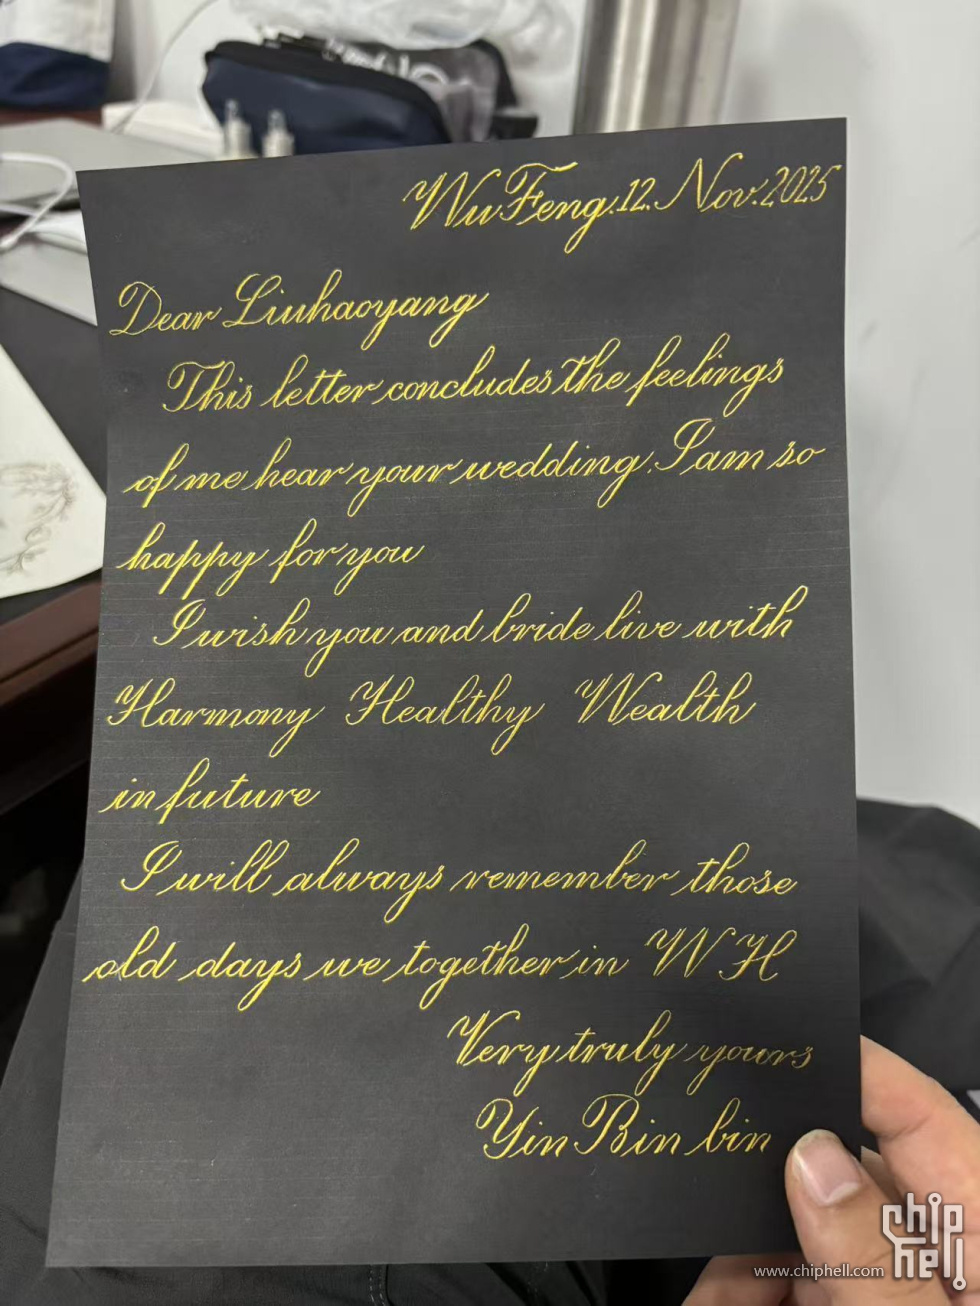 WuFeng.12.Nov.2025
Dear Liuhaoyang
This letter concludes the feelings
of me hear your wedding. I am so
happy for you
I wish you and bride live with
Harmony Healthy Wealth
in future
I will always remember those
old days we together in WH
Very truly yours
Yin Bin bin
chip
hell
www.chiphell.com